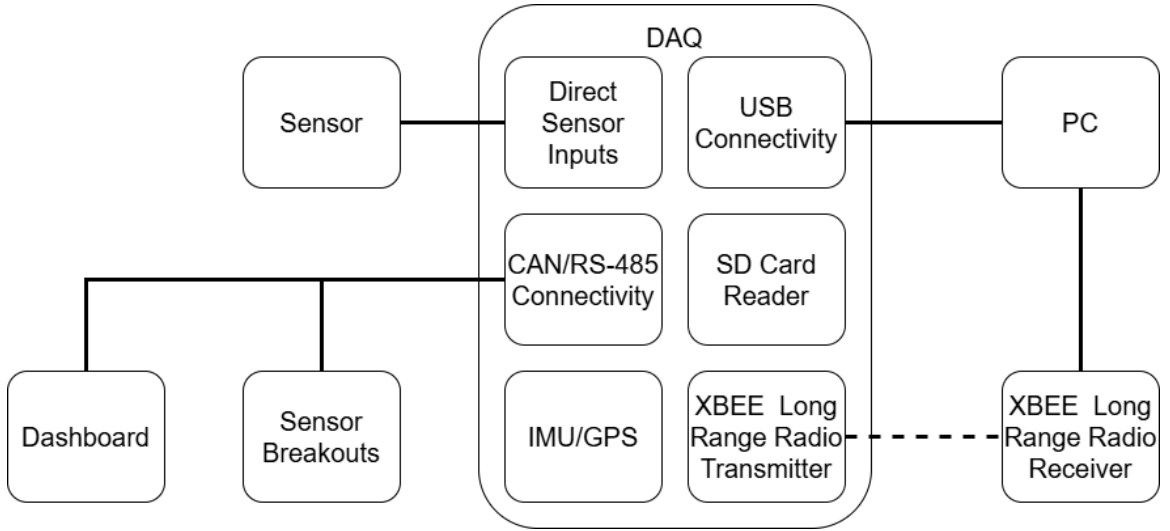 DAQ
Sensor
Direct
Sensor
Inputs
USB
Connectivity
PC
CAN/RS-485
Connectivity
SD Card
Reader
Dashboard
Sensor
Breakouts
IMU/GPS
XBEE Long
Range Radio
Transmitter
XBEE Long
Range Radio
Receiver